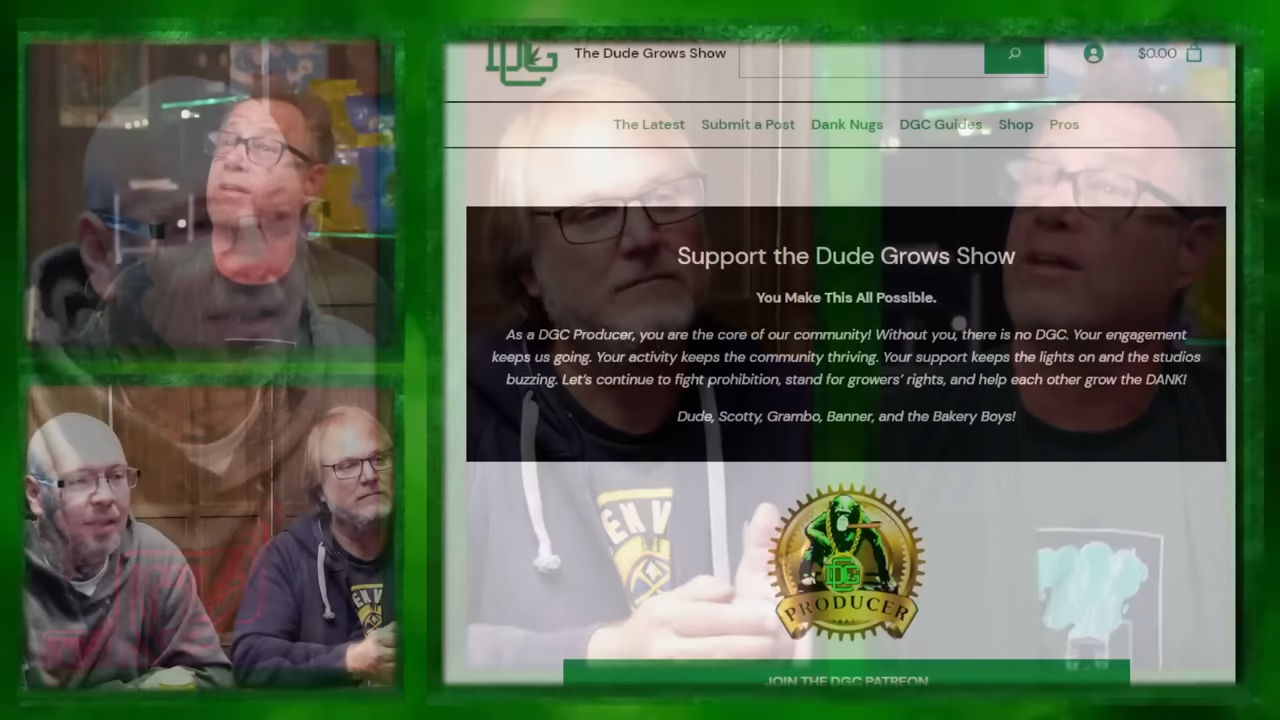 DGC
The Dude Grows Show
$0.00
The Latest Submit a Post Dank Nugs DGC Guides Shop Pros
Support the Dude Grows Show
You Make This All Possible.
As a DGC Producer, you are the core of our community! Without you, there is no DGC. Your engagement
keeps us going. Your activity keeps the community thriving. Your support keeps the lights on and the studios
buzzing. Let's continue to fight prohibition, stand for growers' rights, and help each other grow the DANK!
Dude, Scotty, Grambo, Banner, and the Bakery Boys!
DGC
PRODUCER
JOIN THE DGC PATREON
ENV
ENV